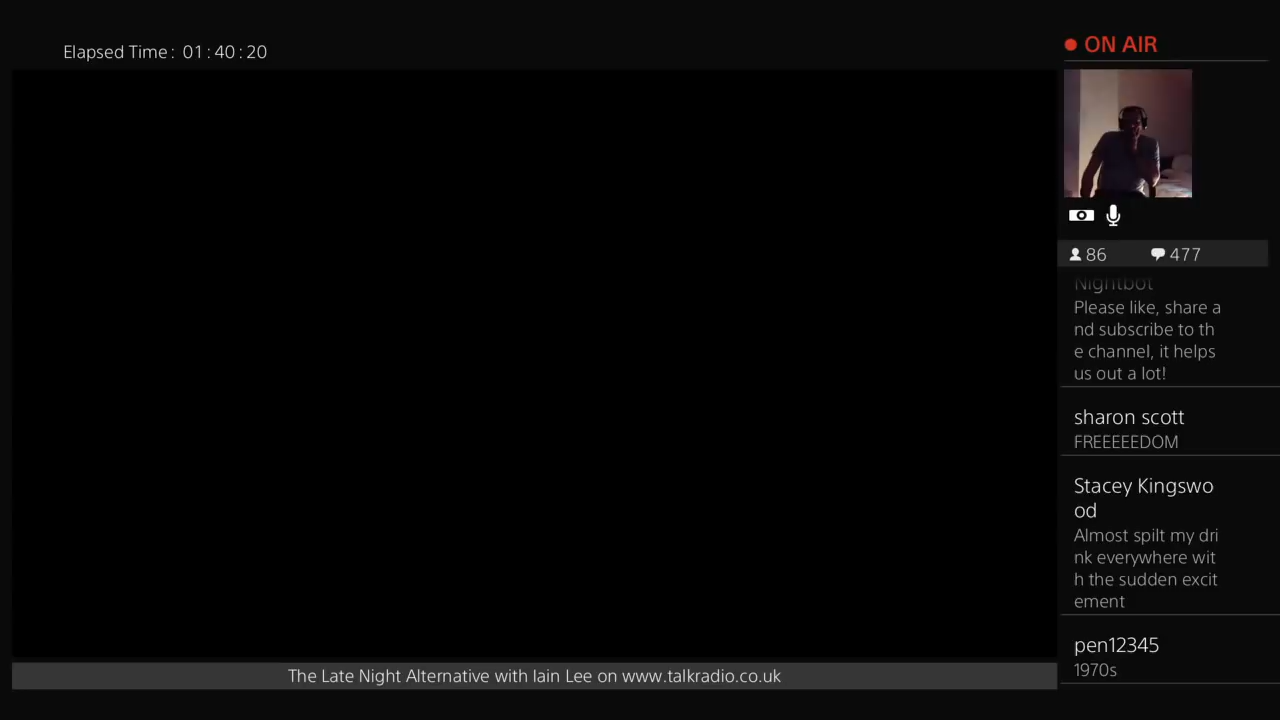 Elapsed Time: 01:40:20
ON AIR
86 477
Nightbot
Please like, share a
nd subscribe to th
e channel, it helps
us out a lot!
sharon scott
FREEEEEDOM
Stacey Kingswo
od
Almost spilt my dri
nk everywhere wit
h the sudden excit
ement
pen12345
1970s
The Late Night Alternative with Iain Lee on www.talkradio.co.uk